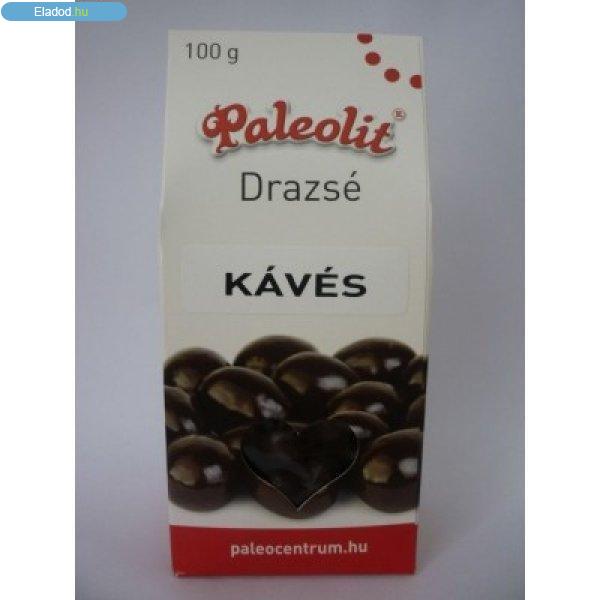 Eladod.hu
100 g
Paleolit®
Drazsé
KÁVÉS
paleocentrum.hu